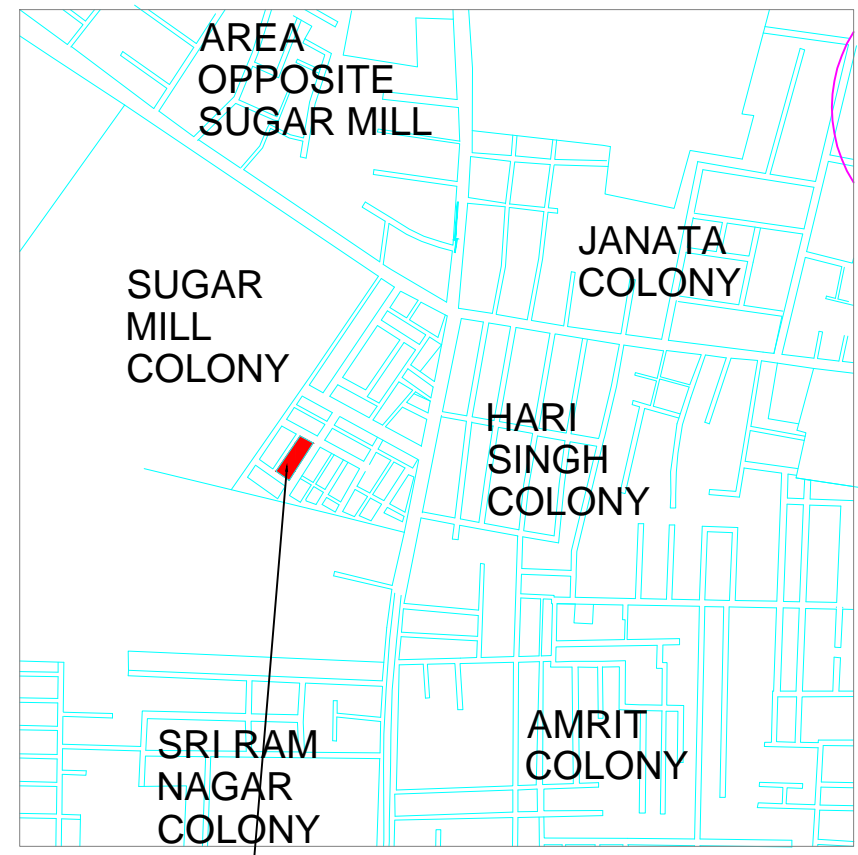 AREA
OPPOSITE
SUGAR MILL
JANATA
COLONY
SUGAR
MILL
COLONY
HARI
SINGH
COLONY
SRI RAM
NAGAR
COLONY
AMRIT
COLONY